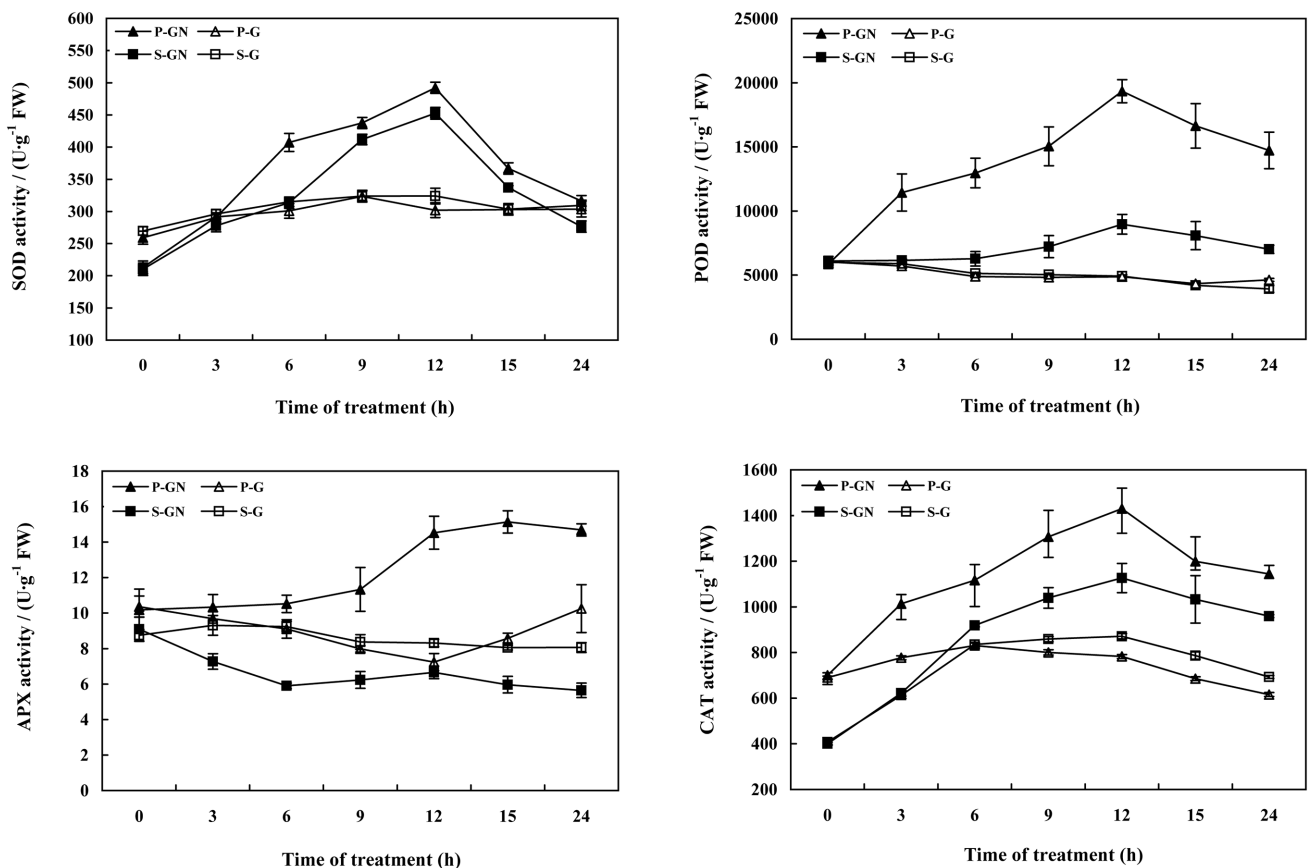 SOD activity / (U·g-1 FW)
600
550
500
450
400
350
300
250
200
150
100
P-GN P-G
S-GN S-G
0 3 6 9 12 15 24
Time of treatment (h)
POD activity / (U·g-1 FW)
25000
20000
15000
10000
5000
0
P-GN P-G
S-GN S-G
0 3 6 9 12 15 24
Time of treatment (h)
APX activity / (U·g-1 FW)
18
16
14
12
10
8
6
4
2
0
P-GN P-G
S-GN S-G
0 3 6 9 12 15 24
Time of treatment (h)
CAT activity / (U·g-1 FW)
1600
1400
1200
1000
800
600
400
200
P-GN P-G
S-GN S-G
0 3 6 9 12 15 24
Time of treatment (h)